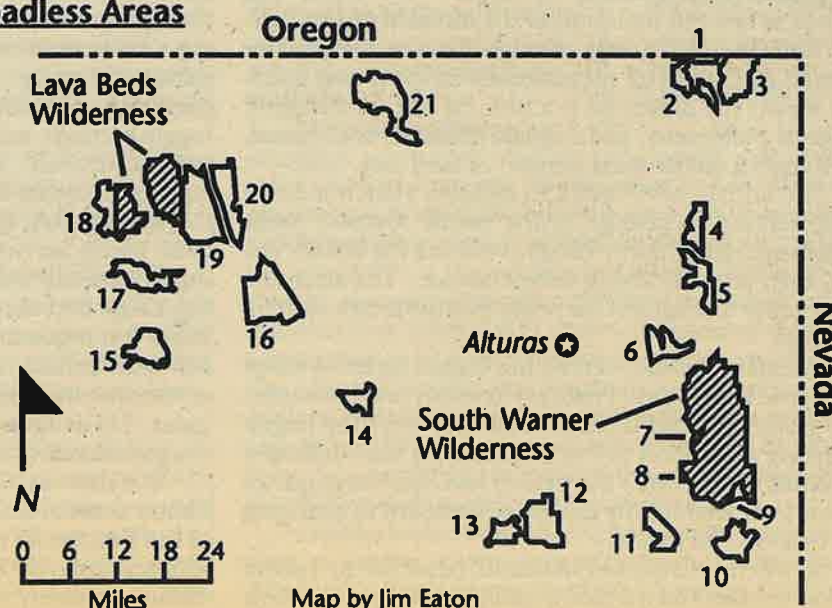 adless Areas
Oregon
1
2
3
21
Lava Beds
Wilderness
20
18
19
4
17
5
16
15
Alturas
6
Nevada
14
South Warner
Wilderness
7
8
12
9
13
11
10
N
0 6 12 18 24
Miles
Map by Jim Eaton